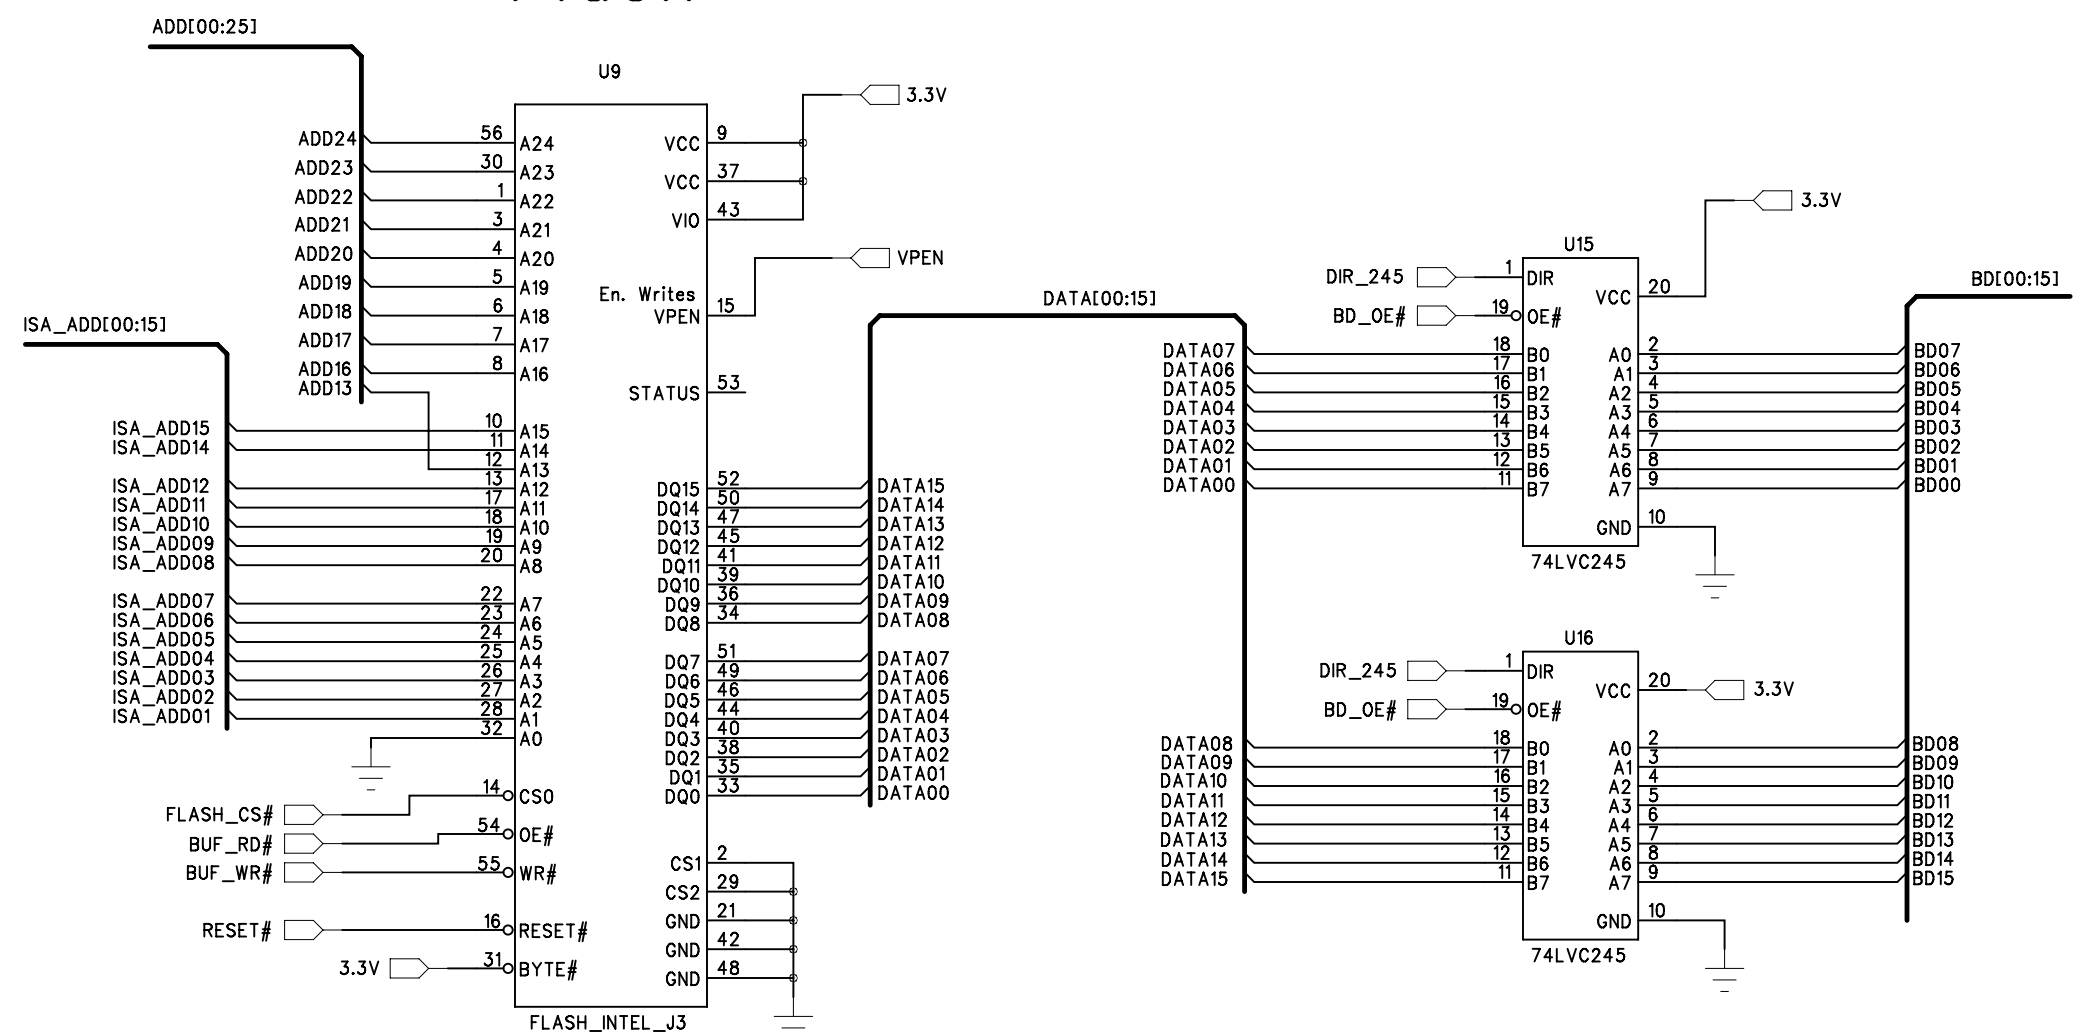 ADD[00:25]
ADD24
ADD23
ADD22
ADD21
ADD20
ADD19
ADD18
ADD17
ADD16
ADD13
ISA_ADD[00:15]
ISA_ADD15
ISA_ADD14
ISA_ADD12
ISA_ADD11
ISA_ADD10
ISA_ADD09
ISA_ADD08
ISA_ADD07
ISA_ADD06
ISA_ADD05
ISA_ADD04
ISA_ADD03
ISA_ADD02
ISA_ADD01
FLASH_CS#
BUF_RD#
BUF_WR#
RESET#
3.3V
U9
56 A24
30 A23
1 A22
3 A21
4 A20
5 A19
6 A18
7 A17
8 A16
10 A15
11 A14
12 A13
13 A12
17 A11
18 A10
19 A9
20 A8
22 A7
23 A6
24 A5
25 A4
26 A3
27 A2
28 A1
32 A0
14 CS0
54 OE#
55 WR#
16 RESET#
31 BYTE#
VCC 9
VCC 37
VIO 43
En. Writes
VPEN 15
STATUS 53
DQ15 52
DQ14 50
DQ13 47
DQ12 45
DQ11 41
DQ10 39
DQ9 36
DQ8 34
DQ7 51
DQ6 49
DQ5 46
DQ4 44
DQ3 40
DQ2 38
DQ1 35
DQ0 33
CS1 2
CS2 29
GND 21
GND 42
GND 48
FLASH_INTEL_J3
3.3V
VPEN
DATA[00:15]
DATA15
DATA14
DATA13
DATA12
DATA11
DATA10
DATA09
DATA08
DATA07
DATA06
DATA05
DATA04
DATA03
DATA02
DATA01
DATA00
U15
DIR_245 1 DIR
BD_OE# 19 OE#
VCC 20
3.3V
DATA07 18 B0 A0 2 BD07
DATA06 17 B1 A1 3 BD06
DATA05 16 B2 A2 4 BD05
DATA04 15 B3 A3 5 BD04
DATA03 14 B4 A4 6 BD03
DATA02 13 B5 A5 7 BD02
DATA01 12 B6 A6 8 BD01
DATA00 11 B7 A7 9 BD00
GND 10
74LVC245
BD[00:15]
U16
DIR_245 1 DIR
VCC 20 3.3V
BD_OE# 19 OE#
DATA08 18 B0 A0 2 BD08
DATA09 17 B1 A1 3 BD09
DATA10 16 B2 A2 4 BD10
DATA11 15 B3 A3 5 BD11
DATA12 14 B4 A4 6 BD12
DATA13 13 B5 A5 7 BD13
DATA14 12 B6 A6 8 BD14
DATA15 11 B7 A7 9 BD15
GND 10
74LVC245